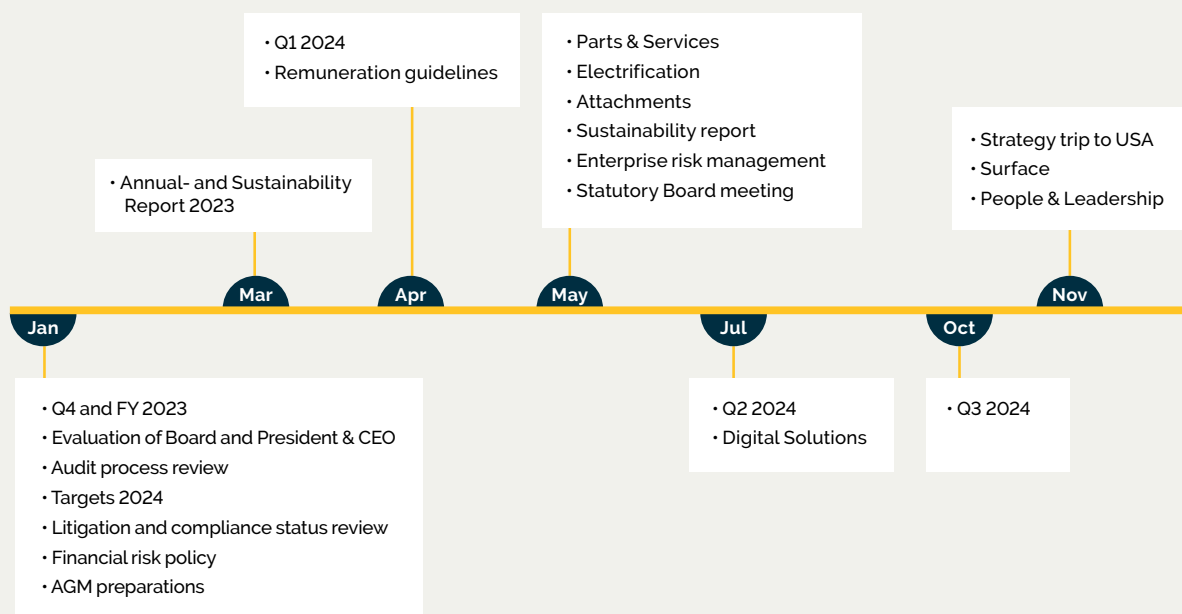 • Q1 2024
• Remuneration guidelines
• Parts & Services
• Electrification
• Attachments
• Sustainability report
• Enterprise risk management
• Statutory Board meeting
• Strategy trip to USA
• Surface
• People & Leadership
• Annual- and Sustainability
Report 2023
Mar
Apr
May
Nov
Jan
Jul
Oct
• Q4 and FY 2023
• Evaluation of Board and President & CEO
• Audit process review
• Targets 2024
• Litigation and compliance status review
• Financial risk policy
• AGM preparations
• Q2 2024
• Digital Solutions
• Q3 2024